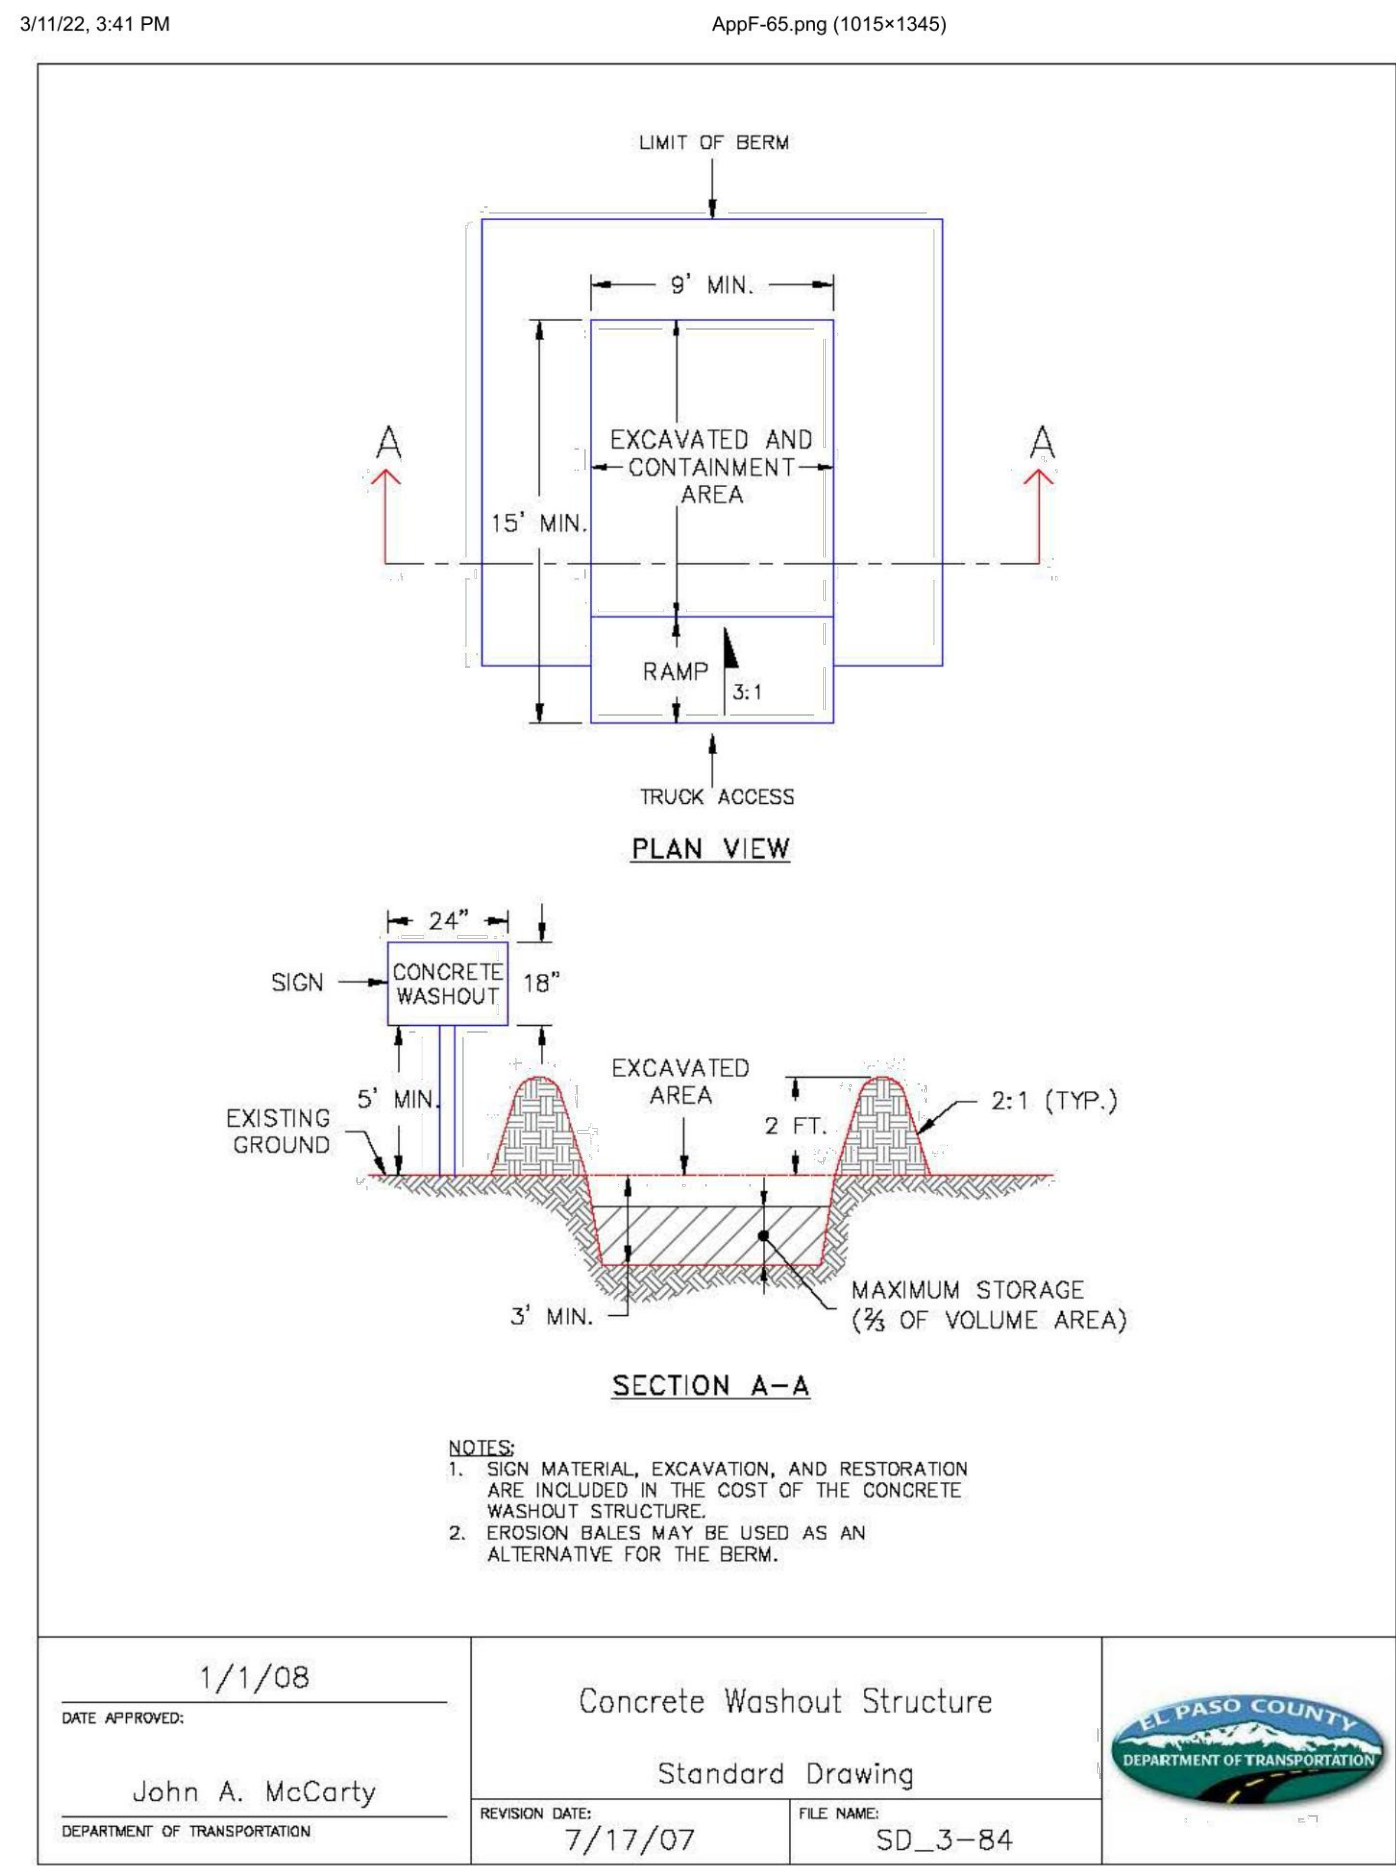 3/11/22, 3:41 PM
AppF-65.png (1015×1345)
LIMIT OF BERM
9' MIN.
A
A
EXCAVATED AND
CONTAINMENT
AREA
15' MIN.
RAMP
3:1
TRUCK ACCESS
PLAN VIEW
24"
SIGN
CONCRETE
WASHOUT
18"
5' MIN.
EXCAVATED
AREA
2 FT.
2:1 (TYP.)
EXISTING
GROUND
3' MIN.
MAXIMUM STORAGE
(⅔ OF VOLUME AREA)
SECTION A-A
NOTES:
1. SIGN MATERIAL, EXCAVATION, AND RESTORATION
ARE INCLUDED IN THE COST OF THE CONCRETE
WASHOUT STRUCTURE.
2. EROSION BALES MAY BE USED AS AN
ALTERNATIVE FOR THE BERM.
1/1/08
DATE APPROVED:
John A. McCarty
DEPARTMENT OF TRANSPORTATION
Concrete Washout Structure
Standard Drawing
REVISION DATE:
7/17/07
FILE NAME:
SD_3-84
EL PASO COUNTY
DEPARTMENT OF TRANSPORTATION